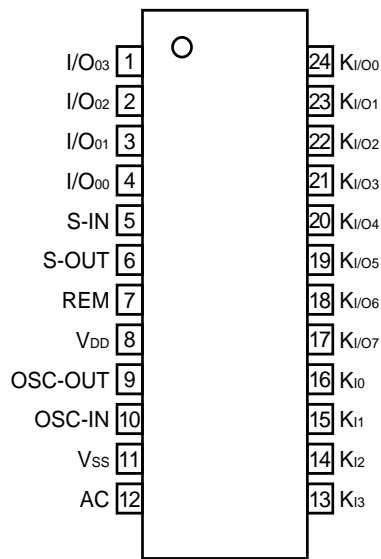 I/O03 1 24 KI/O0
I/O02 2 23 KI/O1
I/O01 3 22 KI/O2
I/O00 4 21 KI/O3
S-IN 5 20 KI/O4
S-OUT 6 19 KI/O5
REM 7 18 KI/O6
VDD 8 17 KI/O7
OSC-OUT 9 16 KI0
OSC-IN 10 15 KI1
VSS 11 14 KI2
AC 12 13 KI3